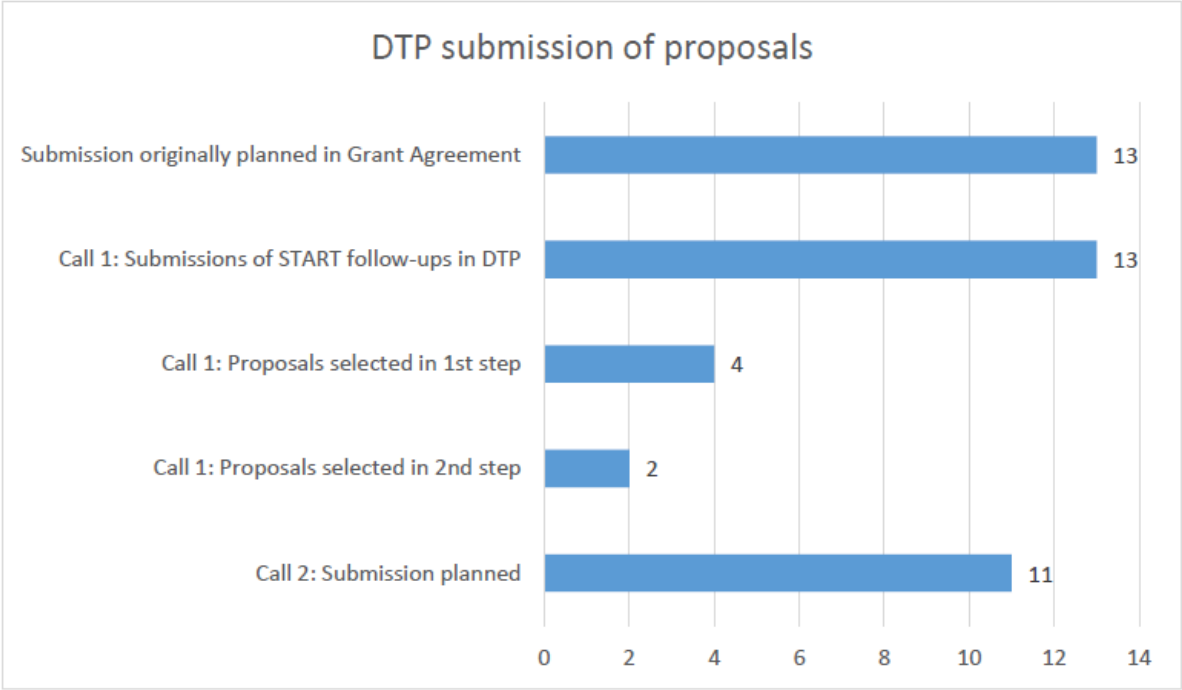 DTP submission of proposals
Submission originally planned in Grant Agreement
13
Call 1: Submissions of START follow-ups in DTP
13
Call 1: Proposals selected in 1st step
4
Call 1: Proposals selected in 2nd step
2
Call 2: Submission planned
11
0 2 4 6 8 10 12 14